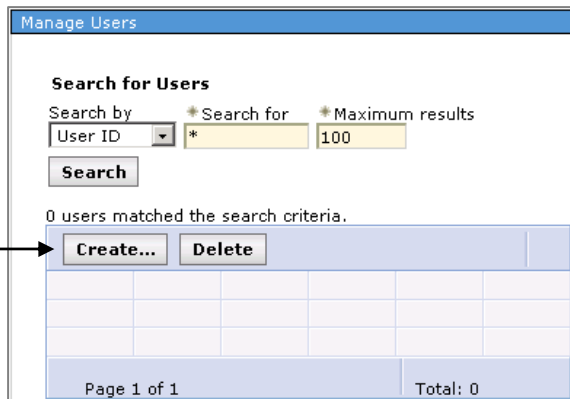 Manage Users
Search for Users
Search by *Search for *Maximum results
User ID * 100
Search
0 users matched the search criteria.
Create... Delete
Page 1 of 1 Total: 0